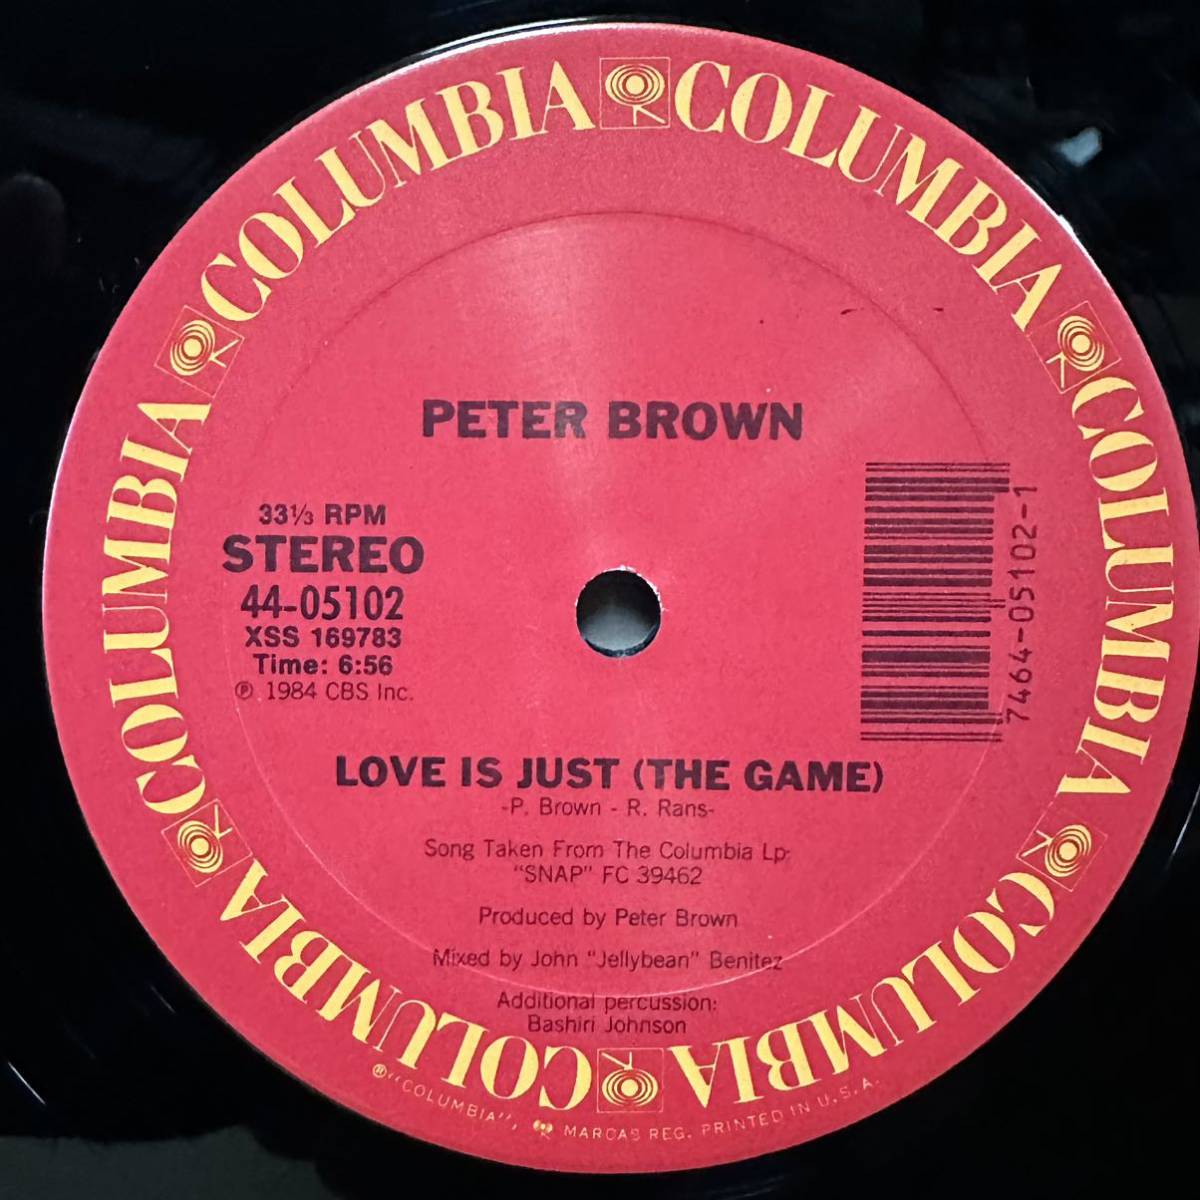 COLUMBIA COLUMBIA COLUMBIA COLUMBIA COLUMBIA COLUMBIA
PETER BROWN
33⅓ RPM
STEREO
44-05102
XSS 169783
Time: 6:56
℗ 1984 CBS Inc.
7464-05102-1
LOVE IS JUST (THE GAME)
-P. Brown - R. Rans-
Song Taken From The Columbia Lp:
"SNAP" FC 39462
Produced by Peter Brown
Mixed by John "Jellybean" Benitez
Additional percussion:
Bashiri Johnson
®"COLUMBIA", MARCAS REG. PRINTED IN U.S.A.